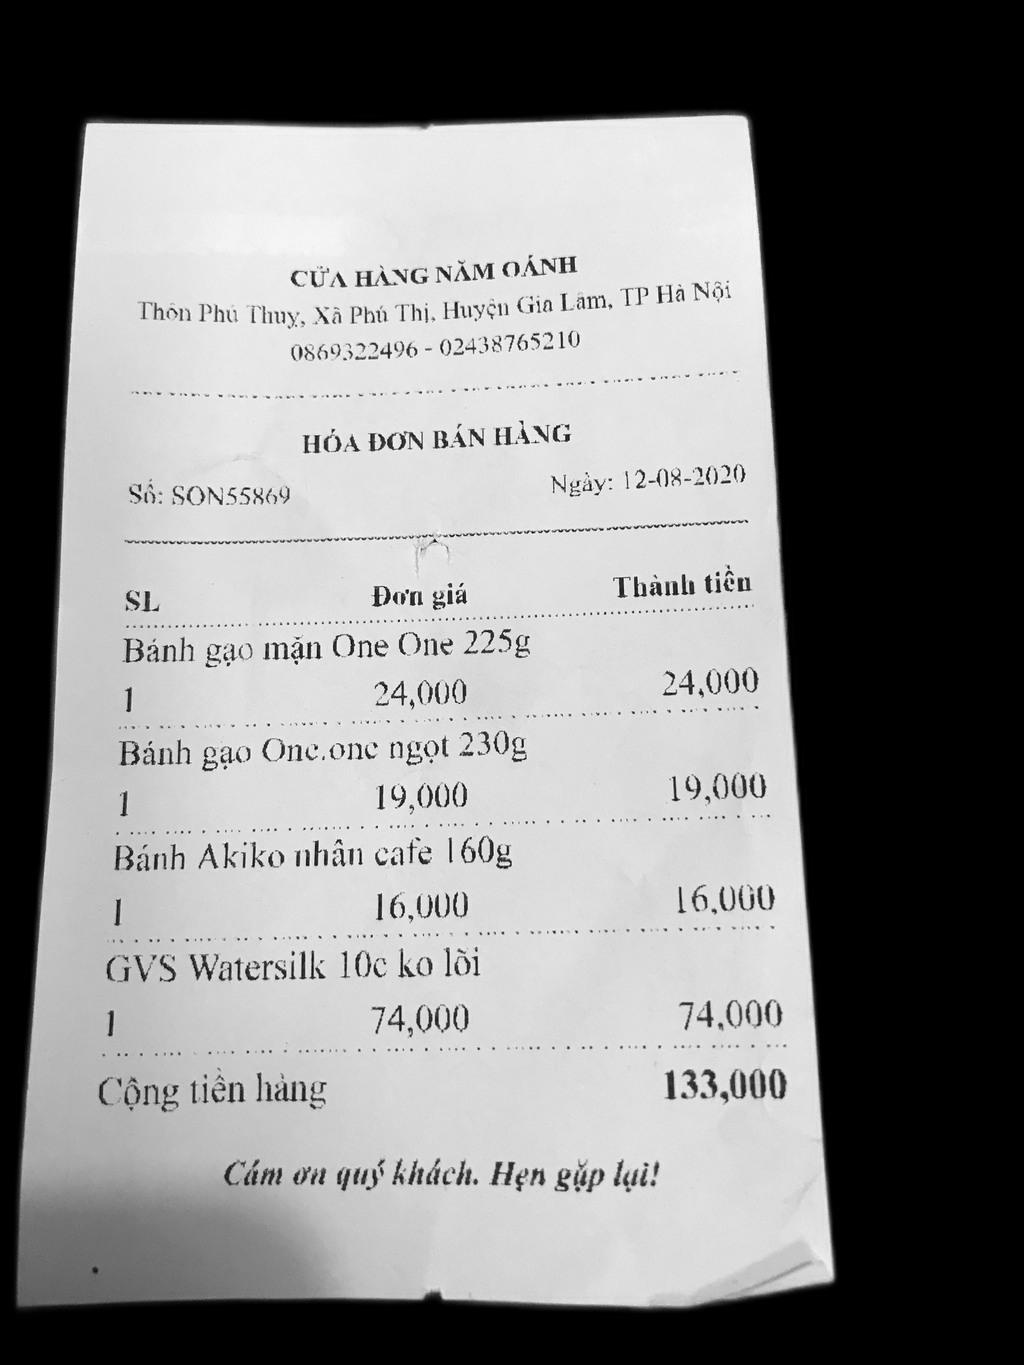 CỬA HÀNG NĂM OÁNH
Thôn Phú Thuỵ, Xã Phú Thị, Huyện Gia Lâm, TP Hà Nội
0869322496 - 02438765210
HÓA ĐƠN BÁN HÀNG
Số: SON55869 Ngày: 12-08-2020
SL Đơn giá Thành tiền
Bánh gạo mặn One One 225g
1 24,000 24,000
Bánh gạo One.one ngọt 230g
1 19,000 19,000
Bánh Akiko nhân cafe 160g
1 16,000 16,000
GVS Watersilk 10c ko lõi
1 74,000 74,000
Cộng tiền hàng 133,000
Cám ơn quý khách. Hẹn gặp lại!